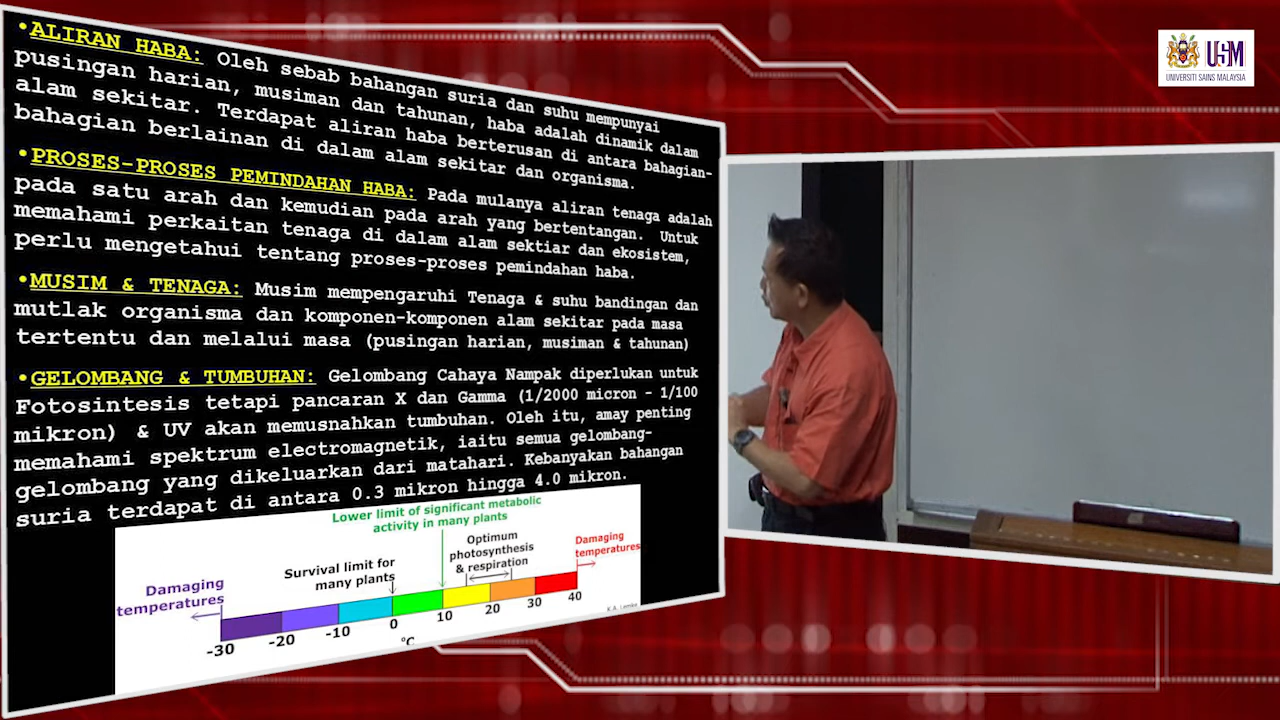 •ALIRAN HABA: Oleh sebab bahangan suria dan suhu mempunyai
pusingan harian, musiman dan tahunan, haba adalah dinamik dalam
alam sekitar. Terdapat aliran haba berterusan di antara bahagian-
bahagian berlainan di dalam alam sekitar dan organisma.
•PROSES-PROSES PEMINDAHAN HABA: Pada mulanya aliran tenaga adalah
pada satu arah dan kemudian pada arah yang bertentangan. Untuk
memahami perkaitan tenaga di dalam alam sektiar dan ekosistem,
perlu mengetahui tentang proses-proses pemindahan haba.
•MUSIM & TENAGA: Musim mempengaruhi Tenaga & suhu bandingan dan
mutlak organisma dan komponen-komponen alam sekitar pada masa
tertentu dan melalui masa (pusingan harian, musiman & tahunan)
•GELOMBANG & TUMBUHAN: Gelombang Cahaya Nampak diperlukan untuk
Fotosintesis tetapi pancaran X dan Gamma (1/2000 micron - 1/100
mikron) & UV akan memusnahkan tumbuhan. Oleh itu, amay penting
memahami spektrum electromagnetik, iaitu semua gelombang-
gelombang yang dikeluarkan dari matahari. Kebanyakan bahangan
suria terdapat di antara 0.3 mikron hingga 4.0 mikron.
Lower limit of significant metabolic
activity in many plants
Optimum
photosynthesis
& respiration
Damaging
temperatures
Survival limit for
many plants
Damaging
temperatures
-30 -20 -10 0 10 20 30 40
°C
K.A. Lemke
USM
UNIVERSITI SAINS MALAYSIA